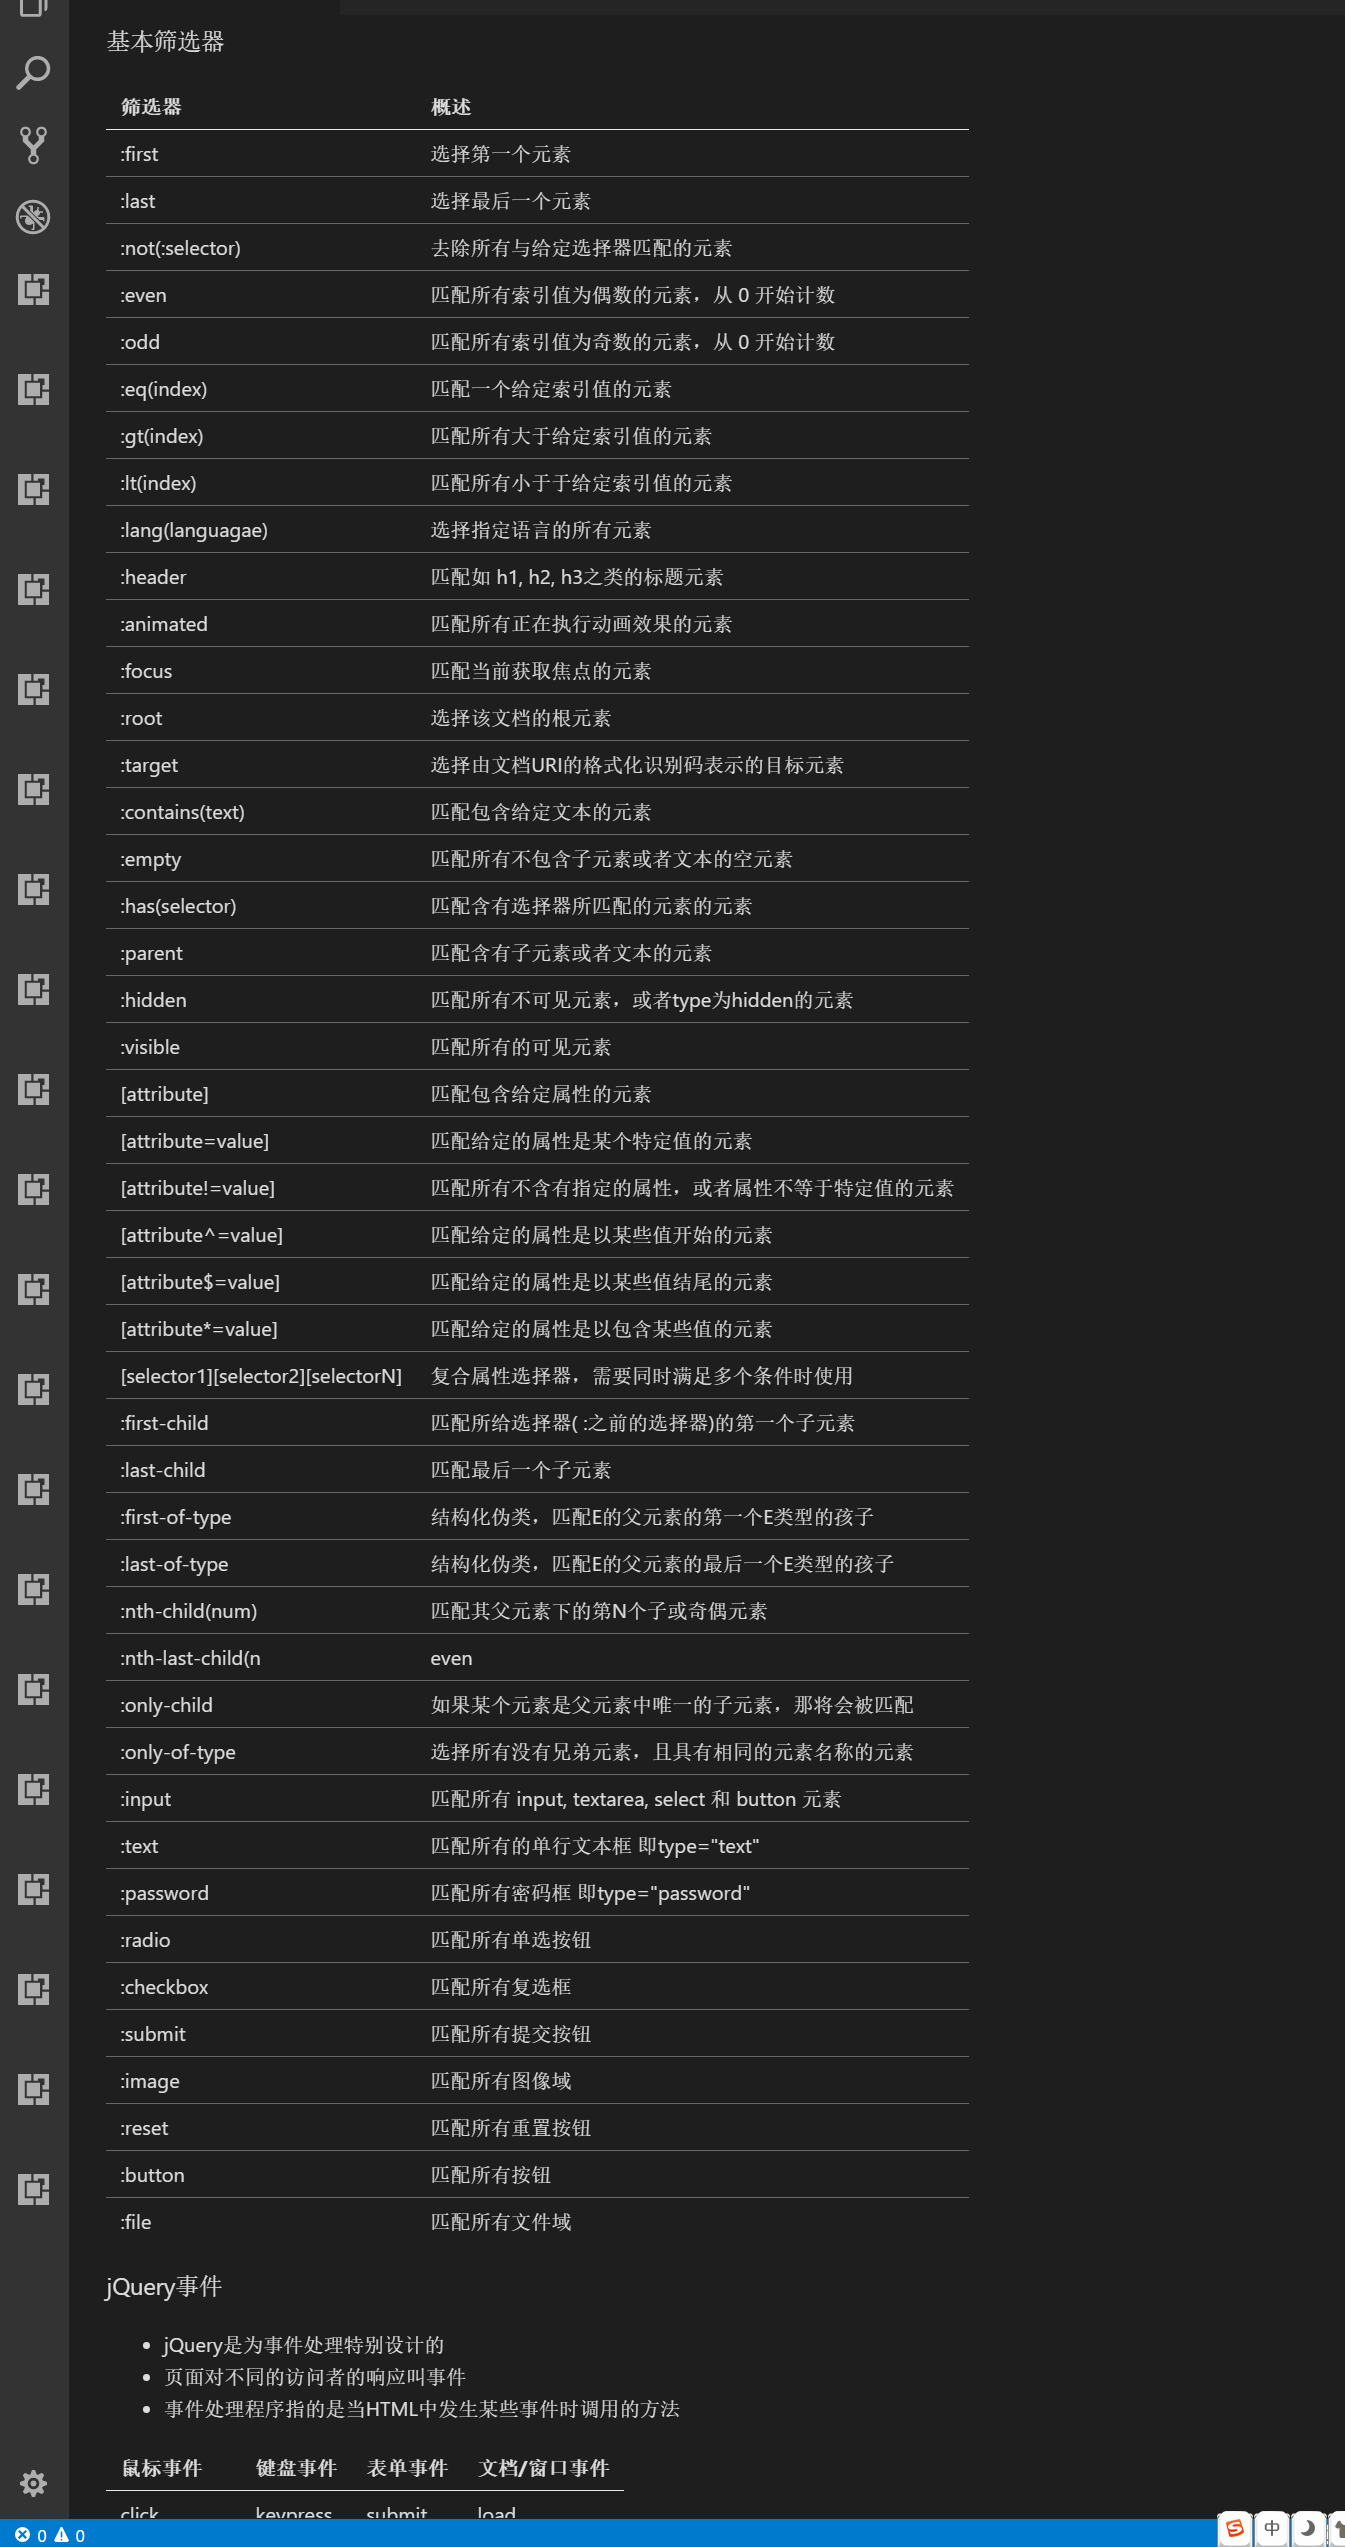 基本筛选器
筛选器 概述
:first 选择第一个元素
:last 选择最后一个元素
:not(:selector) 去除所有与给定选择器匹配的元素
:even 匹配所有索引值为偶数的元素，从 0 开始计数
:odd 匹配所有索引值为奇数的元素，从 0 开始计数
:eq(index) 匹配一个给定索引值的元素
:gt(index) 匹配所有大于给定索引值的元素
:lt(index) 匹配所有小于于给定索引值的元素
:lang(languagae) 选择指定语言的所有元素
:header 匹配如 h1, h2, h3之类的标题元素
:animated 匹配所有正在执行动画效果的元素
:focus 匹配当前获取焦点的元素
:root 选择该文档的根元素
:target 选择由文档URI的格式化识别码表示的目标元素
:contains(text) 匹配包含给定文本的元素
:empty 匹配所有不包含子元素或者文本的空元素
:has(selector) 匹配含有选择器所匹配的元素的元素
:parent 匹配含有子元素或者文本的元素
:hidden 匹配所有不可见元素，或者type为hidden的元素
:visible 匹配所有的可见元素
[attribute] 匹配包含给定属性的元素
[attribute=value] 匹配给定的属性是某个特定值的元素
[attribute!=value] 匹配所有不含有指定的属性，或者属性不等于特定值的元素
[attribute^=value] 匹配给定的属性是以某些值开始的元素
[attribute$=value] 匹配给定的属性是以某些值结尾的元素
[attribute*=value] 匹配给定的属性是以包含某些值的元素
[selector1][selector2][selectorN] 复合属性选择器，需要同时满足多个条件时使用
:first-child 匹配所给选择器( :之前的选择器)的第一个子元素
:last-child 匹配最后一个子元素
:first-of-type 结构化伪类，匹配E的父元素的第一个E类型的孩子
:last-of-type 结构化伪类，匹配E的父元素的最后一个E类型的孩子
:nth-child(num) 匹配其父元素下的第N个子或奇偶元素
:nth-last-child(n even
:only-child 如果某个元素是父元素中唯一的子元素，那将会被匹配
:only-of-type 选择所有没有兄弟元素，且具有相同的元素名称的元素
:input 匹配所有 input, textarea, select 和 button 元素
:text 匹配所有的单行文本框 即type="text"
:password 匹配所有密码框 即type="password"
:radio 匹配所有单选按钮
:checkbox 匹配所有复选框
:submit 匹配所有提交按钮
:image 匹配所有图像域
:reset 匹配所有重置按钮
:button 匹配所有按钮
:file 匹配所有文件域
jQuery事件
• jQuery是为事件处理特别设计的
• 页面对不同的访问者的响应叫事件
• 事件处理程序指的是当HTML中发生某些事件时调用的方法
鼠标事件 键盘事件 表单事件 文档/窗口事件
click keypress submit load
0 0 中